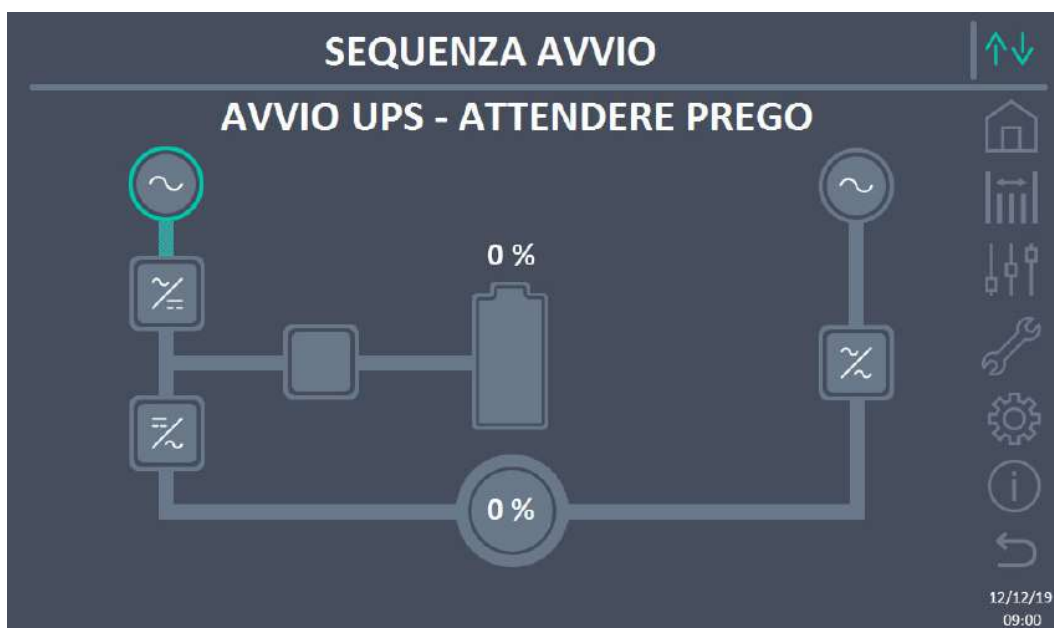 SEQUENZA AVVIO
AVVIO UPS - ATTENDERE PREGO
0 %
0 %
12/12/19
09:00